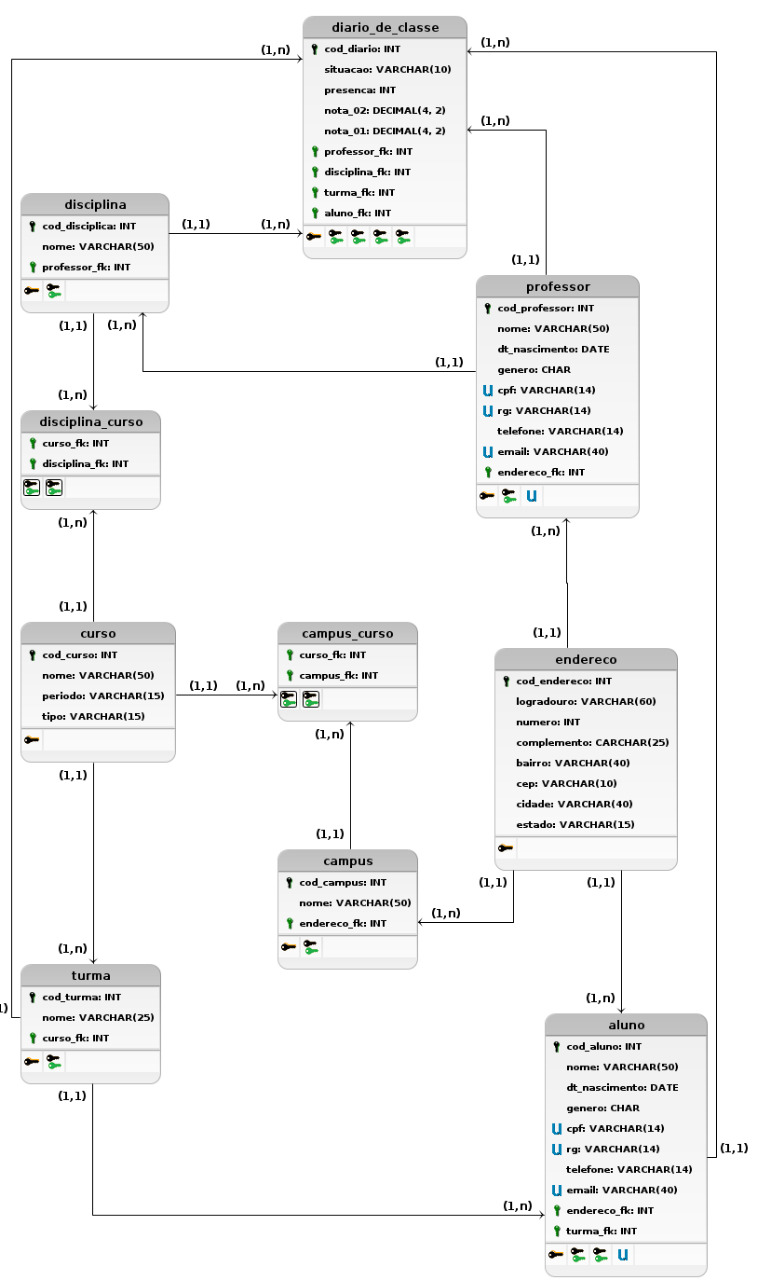 diario_de_classe
cod_diario: INT
situacao: VARCHAR(10)
presenca: INT
nota_02: DECIMAL(4, 2)
nota_01: DECIMAL(4, 2)
professor_fk: INT
disciplina_fk: INT
turma_fk: INT
aluno_fk: INT
(1,n)
(1,n)
(1,n)
(1,n)
disciplina
cod_disciplica: INT
nome: VARCHAR(50)
professor_fk: INT
(1,1)
(1,1)
(1,n)
(1,n)
professor
cod_professor: INT
nome: VARCHAR(50)
dt_nascimento: DATE
genero: CHAR
U cpf: VARCHAR(14)
U rg: VARCHAR(14)
telefone: VARCHAR(14)
U email: VARCHAR(40)
endereco_fk: INT
U
(1,1)
(1,1)
(1,n)
disciplina_curso
curso_fk: INT
disciplina_fk: INT
(1,n)
(1,1)
curso
cod_curso: INT
nome: VARCHAR(50)
periodo: VARCHAR(15)
tipo: VARCHAR(15)
(1,1)
(1,n)
(1,1)
campus_curso
curso_fk: INT
campus_fk: INT
(1,n)
(1,1)
(1,1)
endereco
cod_endereco: INT
logradouro: VARCHAR(60)
numero: INT
complemento: CARCHAR(25)
bairro: VARCHAR(40)
cep: VARCHAR(10)
cidade: VARCHAR(40)
estado: VARCHAR(15)
(1,1)
(1,1)
campus
cod_campus: INT
nome: VARCHAR(50)
endereco_fk: INT
(1,n)
(1,n)
(1,n)
turma
cod_turma: INT
nome: VARCHAR(25)
curso_fk: INT
)
(1,1)
(1,n)
aluno
cod_aluno: INT
nome: VARCHAR(50)
dt_nascimento: DATE
genero: CHAR
U cpf: VARCHAR(14)
U rg: VARCHAR(14)
telefone: VARCHAR(14)
U email: VARCHAR(40)
endereco_fk: INT
turma_fk: INT
U
(1,1)